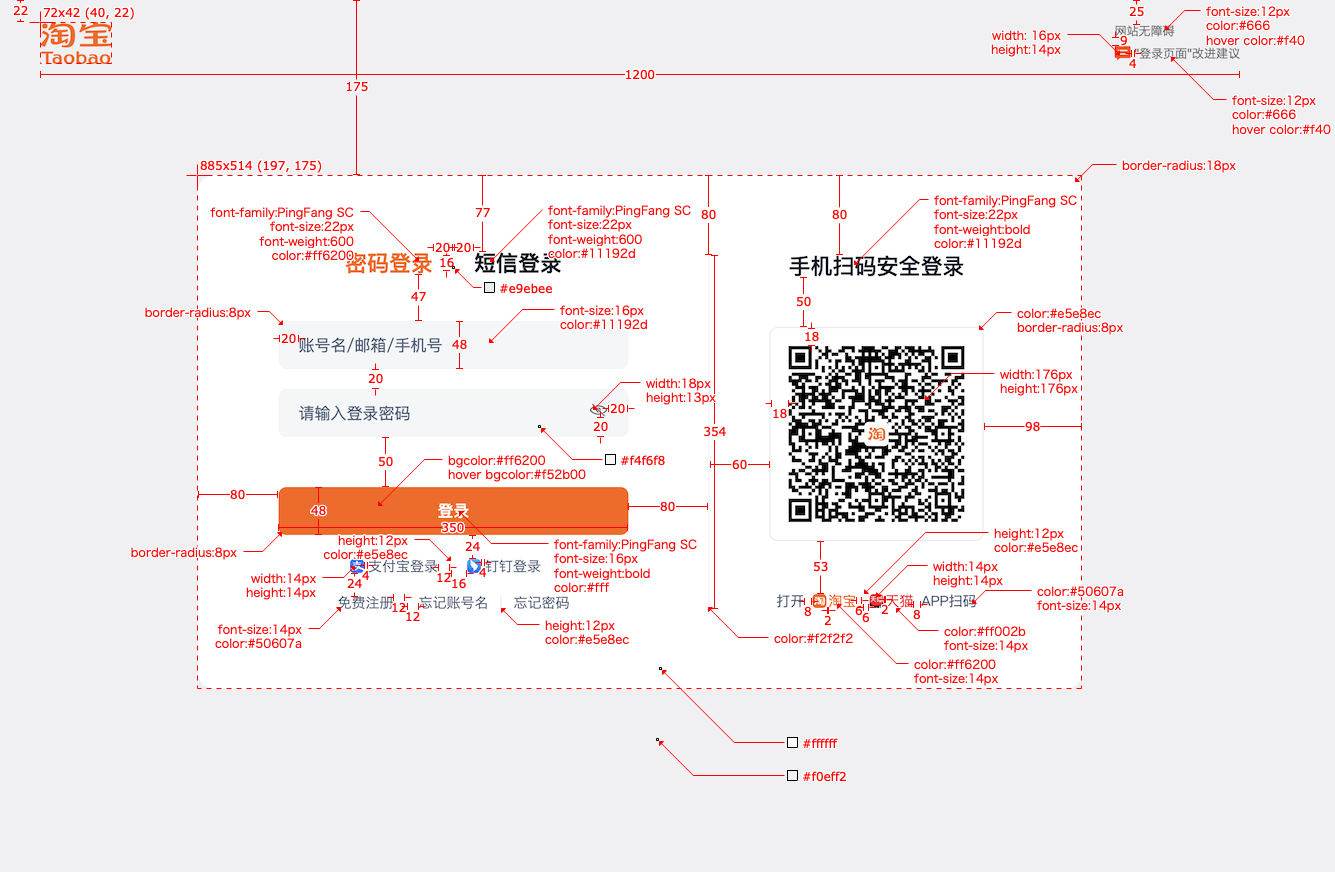 22
72x42 (40, 22)
淘宝
Taobao
25
font-size:12px
color:#666
hover color:#f40
width: 16px
height:14px
网站无障碍
9
"登录页面"改进建议
4
1200
175
font-size:12px
color:#666
hover color:#f40
885x514 (197, 175)
border-radius:18px
font-family:PingFang SC
font-size:22px
font-weight:600
color:#ff6200
77
font-family:PingFang SC
font-size:22px
font-weight:600
color:#11192d
80
80
font-family:PingFang SC
font-size:22px
font-weight:bold
color:#11192d
20
20
16
密码登录
短信登录
手机扫码安全登录
#e9ebee
47
50
border-radius:8px
font-size:16px
color:#11192d
color:#e5e8ec
border-radius:8px
20
账号名/邮箱/手机号
48
18
20
width:18px
height:13px
width:176px
height:176px
请输入登录密码
20
20
18
淘
354
98
50
bgcolor:#ff6200
hover bgcolor:#f52b00
#f4f6f8
60
80
48
登录
350
80
border-radius:8px
height:12px
color:#e5e8ec
24
font-family:PingFang SC
font-size:16px
font-weight:bold
color:#fff
height:12px
color:#e5e8ec
支付宝登录
钉钉登录
4
12
16
4
width:14px
height:14px
24
53
width:14px
height:14px
免费注册
12
12
忘记账号名
忘记密码
打开
淘宝
天猫
APP扫码
8
2
6
6
2
8
color:#50607a
font-size:14px
font-size:14px
color:#50607a
height:12px
color:#e5e8ec
color:#f2f2f2
color:#ff002b
font-size:14px
color:#ff6200
font-size:14px
#ffffff
#f0eff2